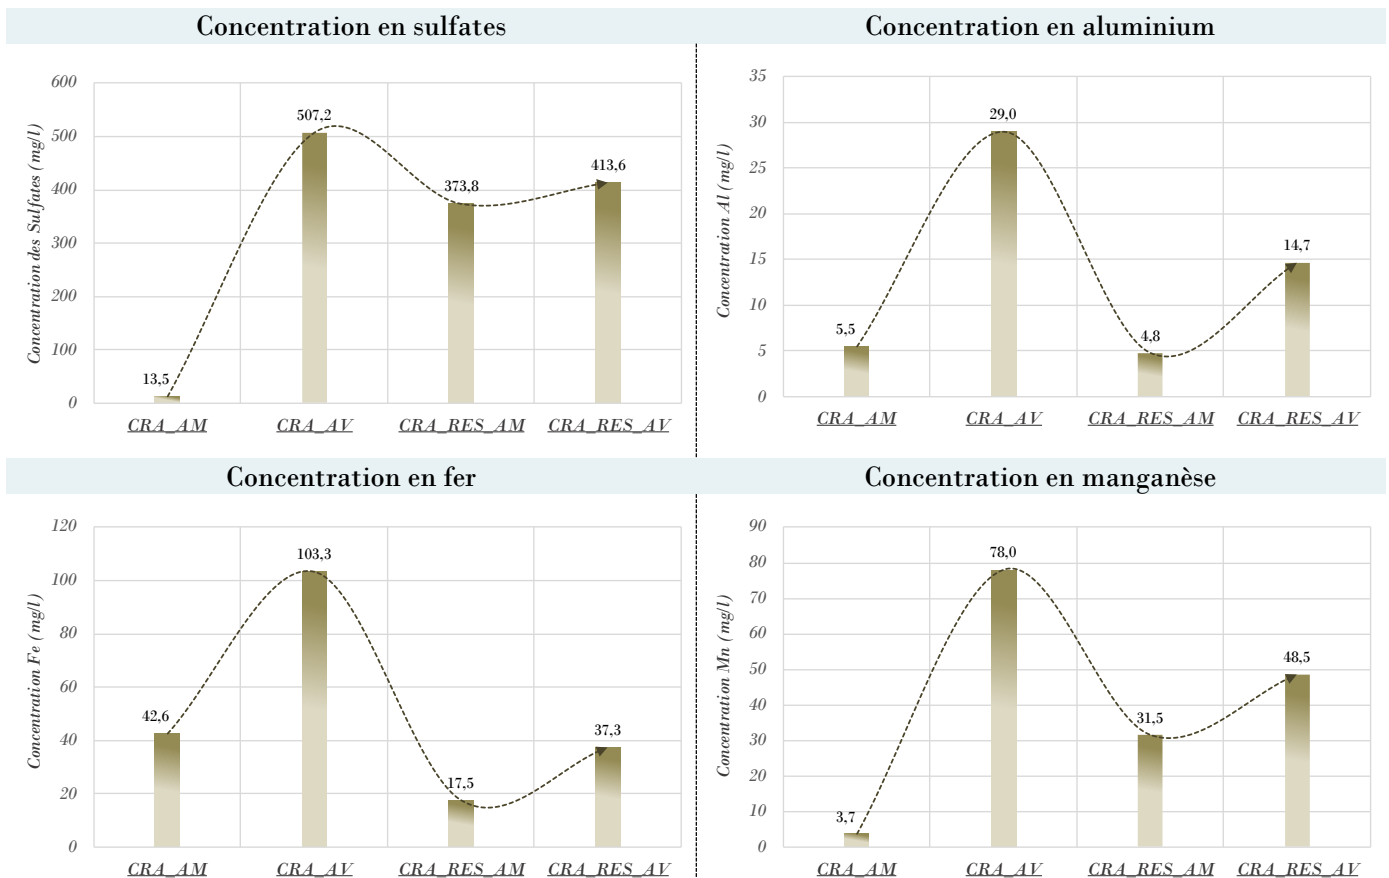 Concentration en sulfates
Concentration des Sulfates (mg/l)
600
500
400
300
200
100
0
13,5
507,2
373,8
413,6
CRA_AM
CRA_AV
CRA_RES_AM
CRA_RES_AV
Concentration en aluminium
Concentration Al (mg/l)
35
30
25
20
15
10
5
0
5,5
29,0
4,8
14,7
CRA_AM
CRA_AV
CRA_RES_AM
CRA_RES_AV
Concentration en fer
Concentration Fe (mg/l)
120
100
80
60
40
20
0
42,6
103,3
17,5
37,3
CRA_AM
CRA_AV
CRA_RES_AM
CRA_RES_AV
Concentration en manganèse
Concentration Mn (mg/l)
90
80
70
60
50
40
30
20
10
0
3,7
78,0
31,5
48,5
CRA_AM
CRA_AV
CRA_RES_AM
CRA_RES_AV